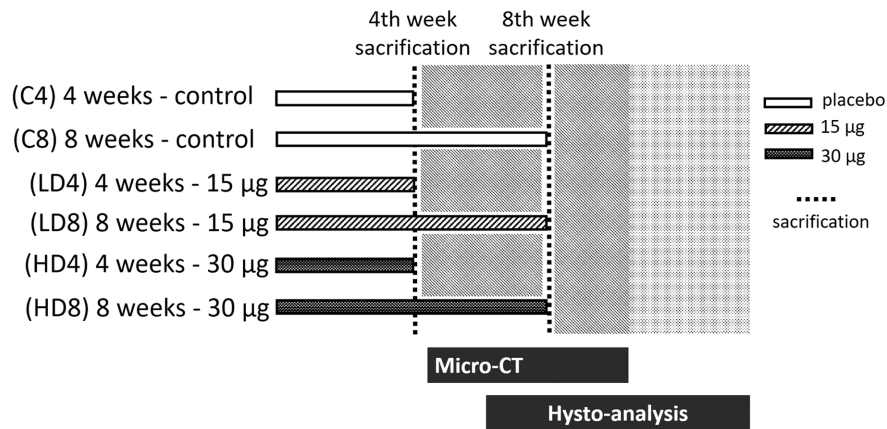 4th week
sacrification
8th week
sacrification
(C4) 4 weeks - control
(C8) 8 weeks - control
(LD4) 4 weeks - 15 µg
(LD8) 8 weeks - 15 µg
(HD4) 4 weeks - 30 µg
(HD8) 8 weeks - 30 µg
placebo
15 µg
30 µg
sacrification
Micro-CT
Hysto-analysis